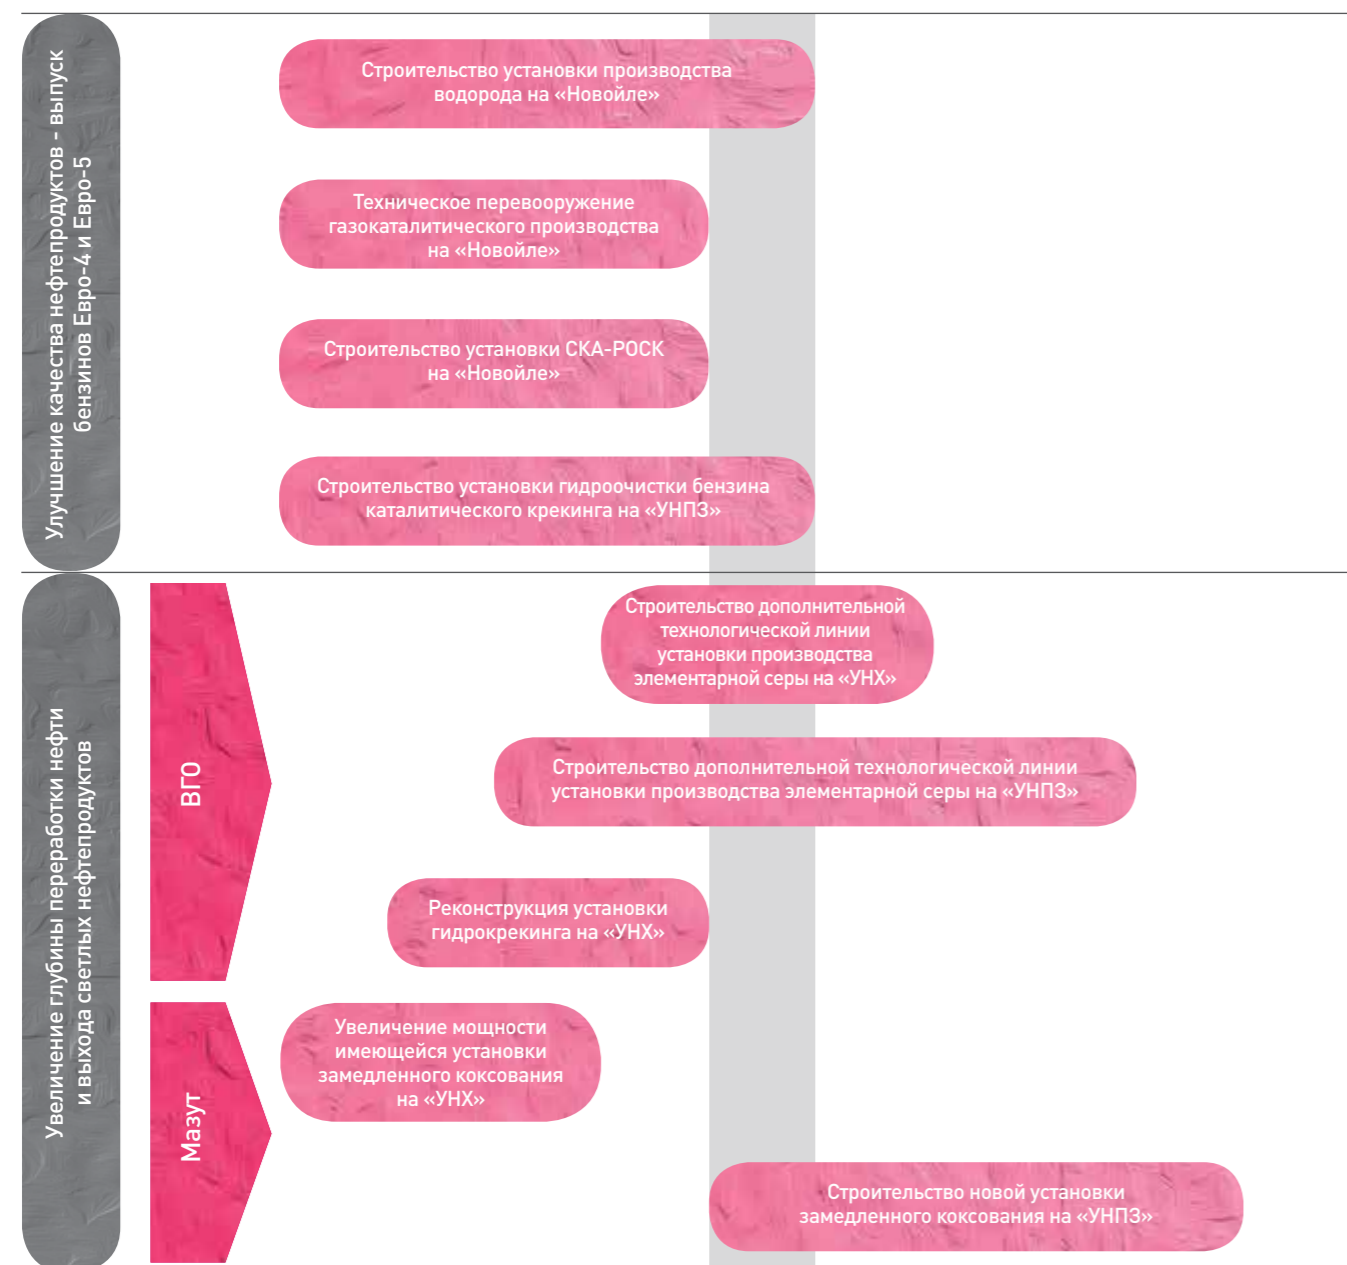 Улучшение качества нефтепродуктов - выпуск
бензинов Евро-4 и Евро-5
Строительство установки производства
водорода на «Новойле»
Техническое перевооружение
газокаталитического производства
на «Новойле»
Строительство установки СКА-РОСК
на «Новойле»
Строительство установки гидроочистки бензина
каталитического крекинга на «УНПЗ»
Увеличение глубины переработки нефти
и выхода светлых нефтепродуктов
ВГО
Строительство дополнительной
технологической линии
установки производства
элементарной серы на «УНХ»
Строительство дополнительной технологической линии
установки производства элементарной серы на «УНПЗ»
Реконструкция установки
гидрокрекинга на «УНХ»
Мазут
Увеличение мощности
имеющейся установки
замедленного коксования
на «УНХ»
Строительство новой установки
замедленного коксования на «УНПЗ»